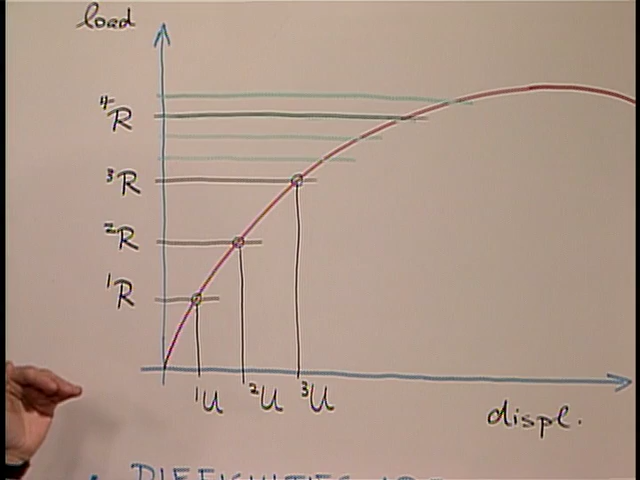 load
⁴R
³R
²R
¹R
¹U ²U ³U
displ.